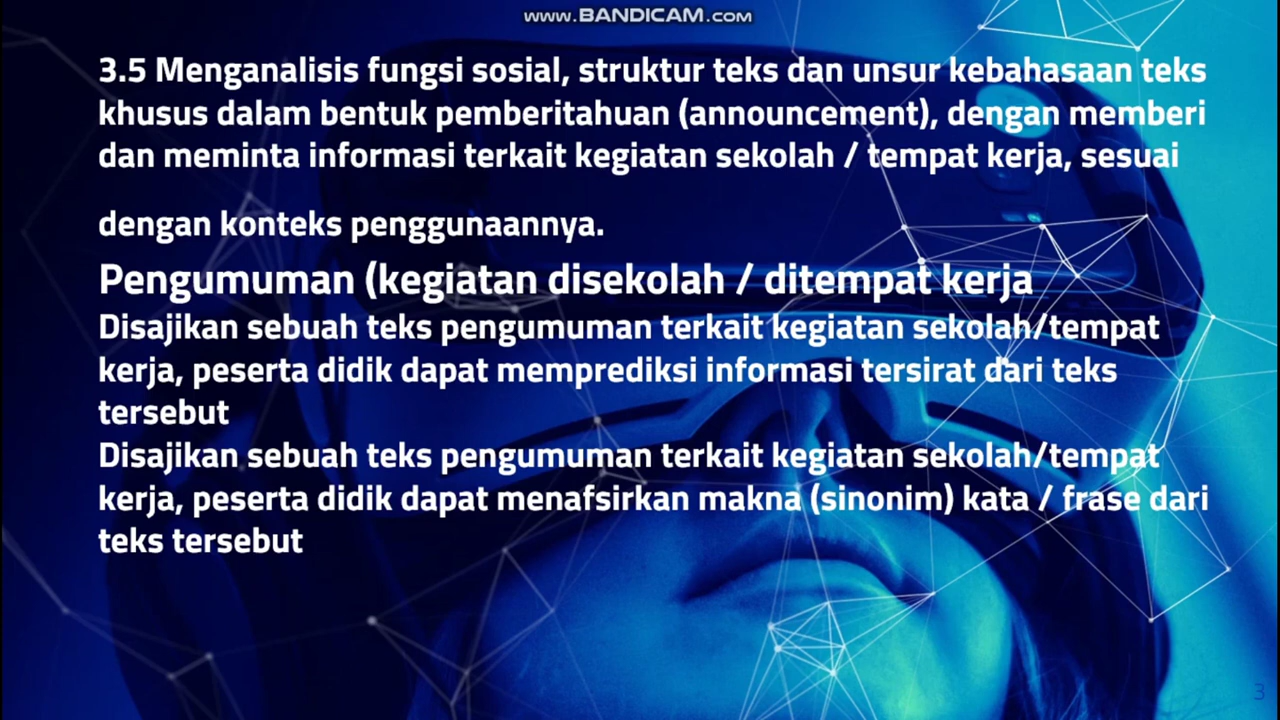 www.BANDICAM.com
3.5 Menganalisis fungsi sosial, struktur teks dan unsur kebahasaan teks
khusus dalam bentuk pemberitahuan (announcement), dengan memberi
dan meminta informasi terkait kegiatan sekolah / tempat kerja, sesuai
dengan konteks penggunaannya.
Pengumuman (kegiatan disekolah / ditempat kerja
Disajikan sebuah teks pengumuman terkait kegiatan sekolah/tempat
kerja, peserta didik dapat memprediksi informasi tersirat dari teks
tersebut
Disajikan sebuah teks pengumuman terkait kegiatan sekolah/tempat
kerja, peserta didik dapat menafsirkan makna (sinonim) kata / frase dari
teks tersebut
3